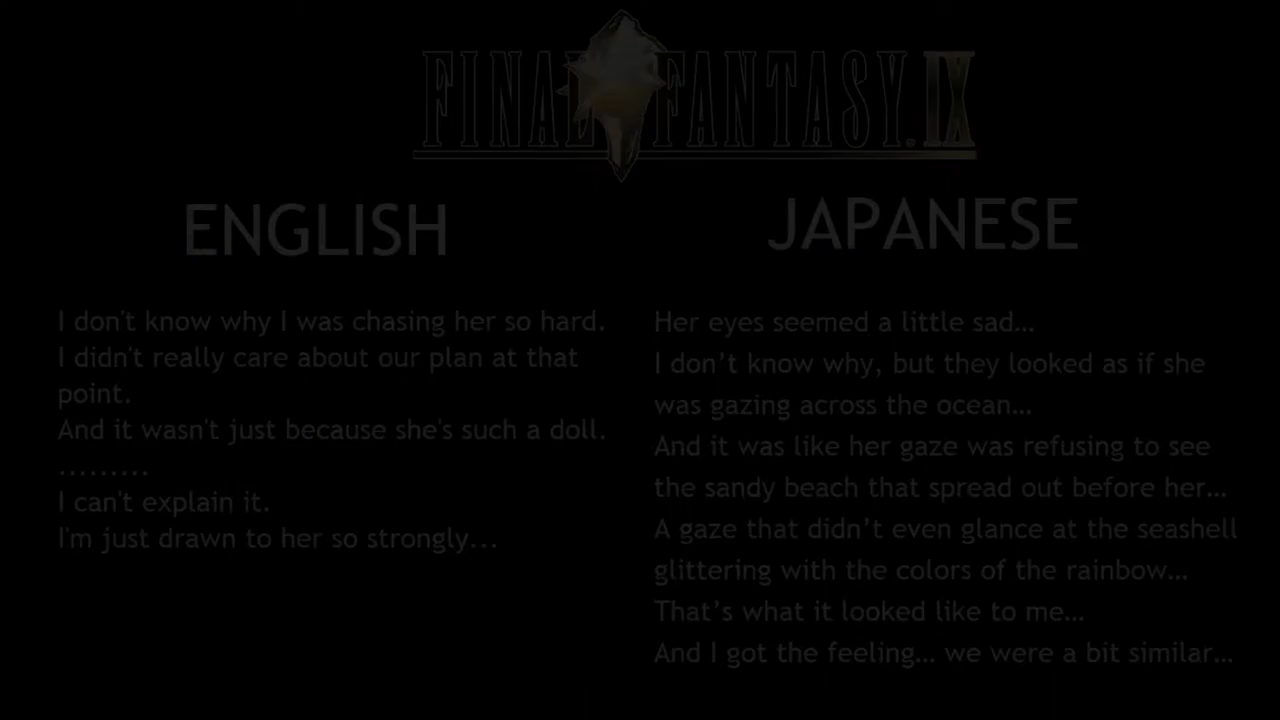 FINAL FANTASY.IX
ENGLISH
I don't know why I was chasing her so hard.
I didn't really care about our plan at that
point.
And it wasn't just because she's such a doll.
.........
I can't explain it.
I'm just drawn to her so strongly...
JAPANESE
Her eyes seemed a little sad…
I don’t know why, but they looked as if she
was gazing across the ocean…
And it was like her gaze was refusing to see
the sandy beach that spread out before her…
A gaze that didn’t even glance at the seashell
glittering with the colors of the rainbow…
That’s what it looked like to me…
And I got the feeling… we were a bit similar…